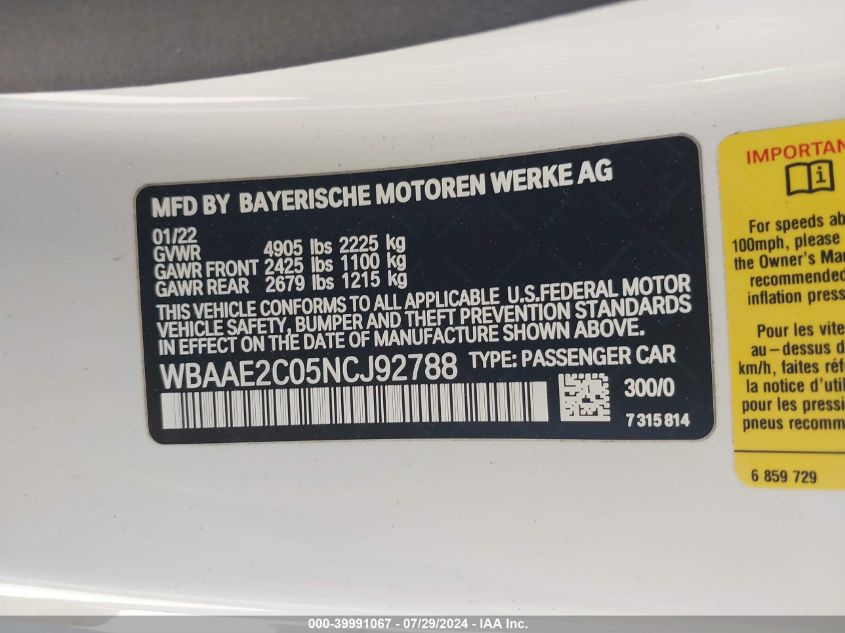 MFD BY BAYERISCHE MOTOREN WERKE AG
01/22
GVWR 4905 lbs 2225 kg
GAWR FRONT 2425 lbs 1100 kg
GAWR REAR 2679 lbs 1215 kg
THIS VEHICLE CONFORMS TO ALL APPLICABLE U.S.FEDERAL MOTOR
VEHICLE SAFETY, BUMPER AND THEFT PREVENTION STANDARDS
IN EFFECT ON THE DATE OF MANUFACTURE SHOWN ABOVE.
WBAAE2C05NCJ92788 TYPE: PASSENGER CAR
300/0
7 315 814
IMPORTAN
For speeds ab
100mph, please
the Owner's Mar
recommended
inflation press
Pour les vite
au - dessus d
km/h, faites réfé
la notice d'utili
pour les pressi
pneus recomm
6 859 729
000-39991067 - 07/29/2024 - IAA Inc.